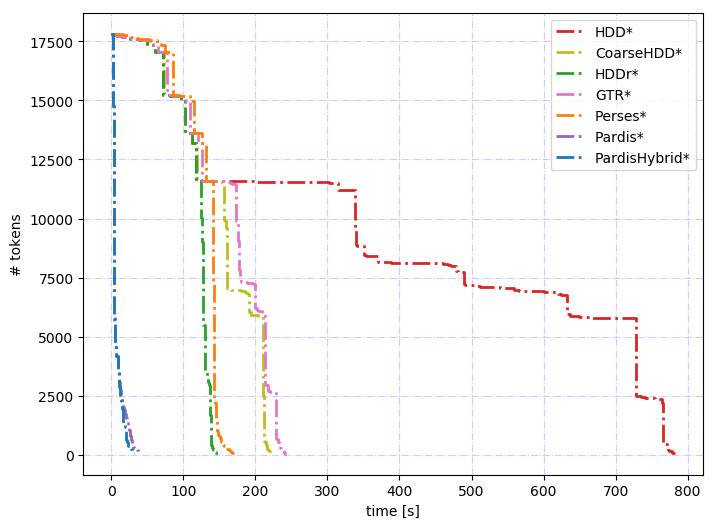 HDD*
CoarseHDD*
HDDr*
GTR*
Perses*
Pardis*
PardisHybrid*
# tokens
17500
15000
12500
10000
7500
5000
2500
0
0 100 200 300 400 500 600 700 800
time [s]